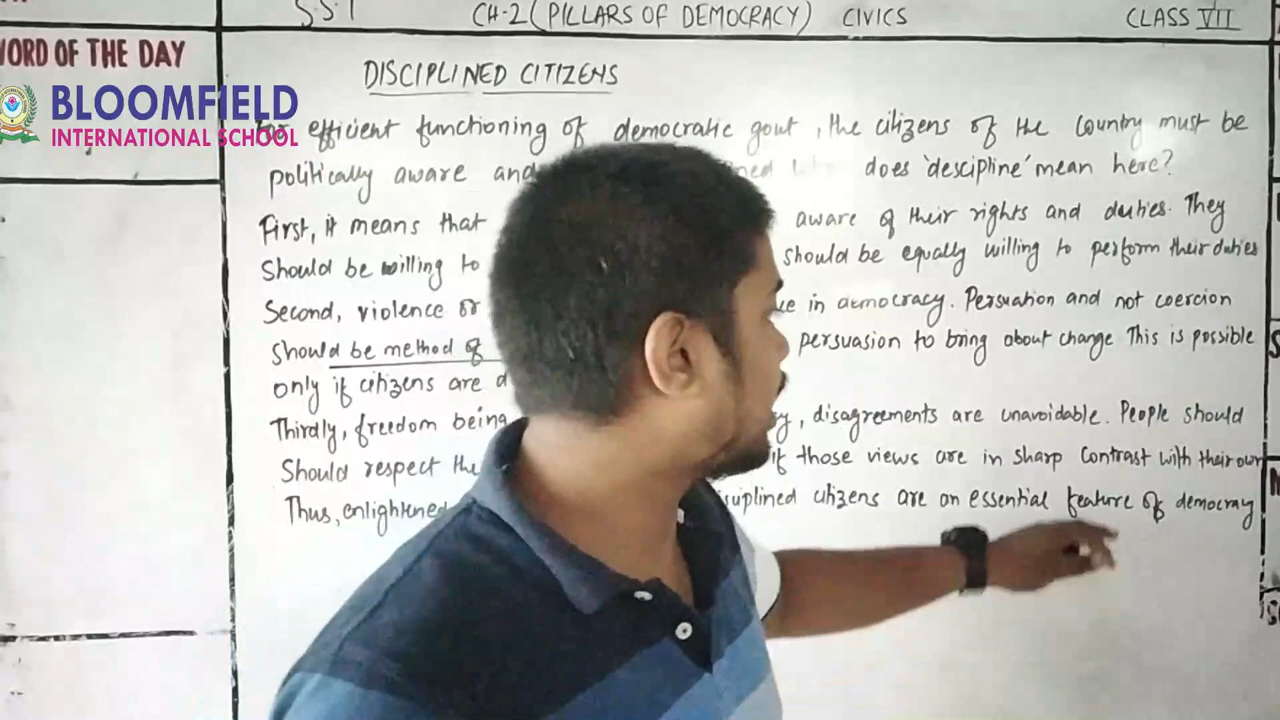 S.S.T CH-2 (PILLARS OF DEMOCRACY) CIVICS CLASS VII
WORD OF THE DAY
BLOOMFIELD
INTERNATIONAL SCHOOL
DISCIPLINED CITIZENS
efficient functioning of democratic govt, the citizens of the country must be
politically aware and does 'descipline' mean here?
First, it means that aware of their rights and duties. They
should be willing to should be equally willing to perform their duties
Second, violence or in democracy. Persuation and not coercion
should be method of persuasion to bring about change This is possible
only if citizens are
Thirdly, freedom being , disagreements are unavoidable. People should
Should respect the if those views are in sharp contrast with their own
Thus, enlightened citizens are an essential feature of democracy